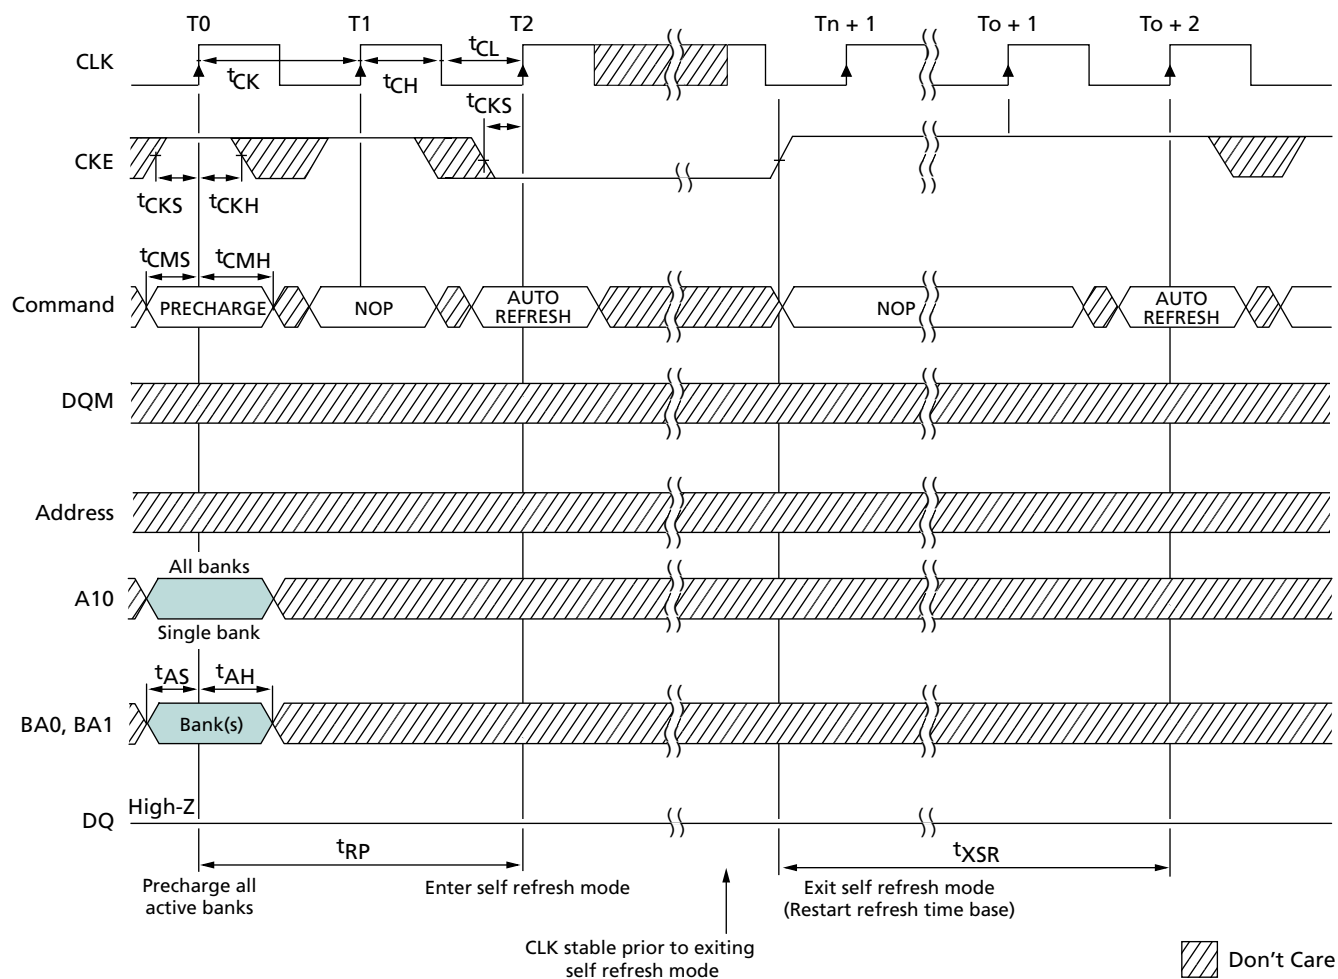 T0 T1 T2 Tn + 1 To + 1 To + 2
CLK
tCK tCH tCL
tCKS
CKE
tCKS tCKH
tCMS tCMH
Command PRECHARGE NOP AUTO REFRESH NOP AUTO REFRESH
DQM
Address
All banks
A10
Single bank
tAS tAH
BA0, BA1 Bank(s)
High-Z
DQ
tRP tXSR
Precharge all
active banks
Enter self refresh mode
Exit self refresh mode
(Restart refresh time base)
CLK stable prior to exiting
self refresh mode
Don't Care